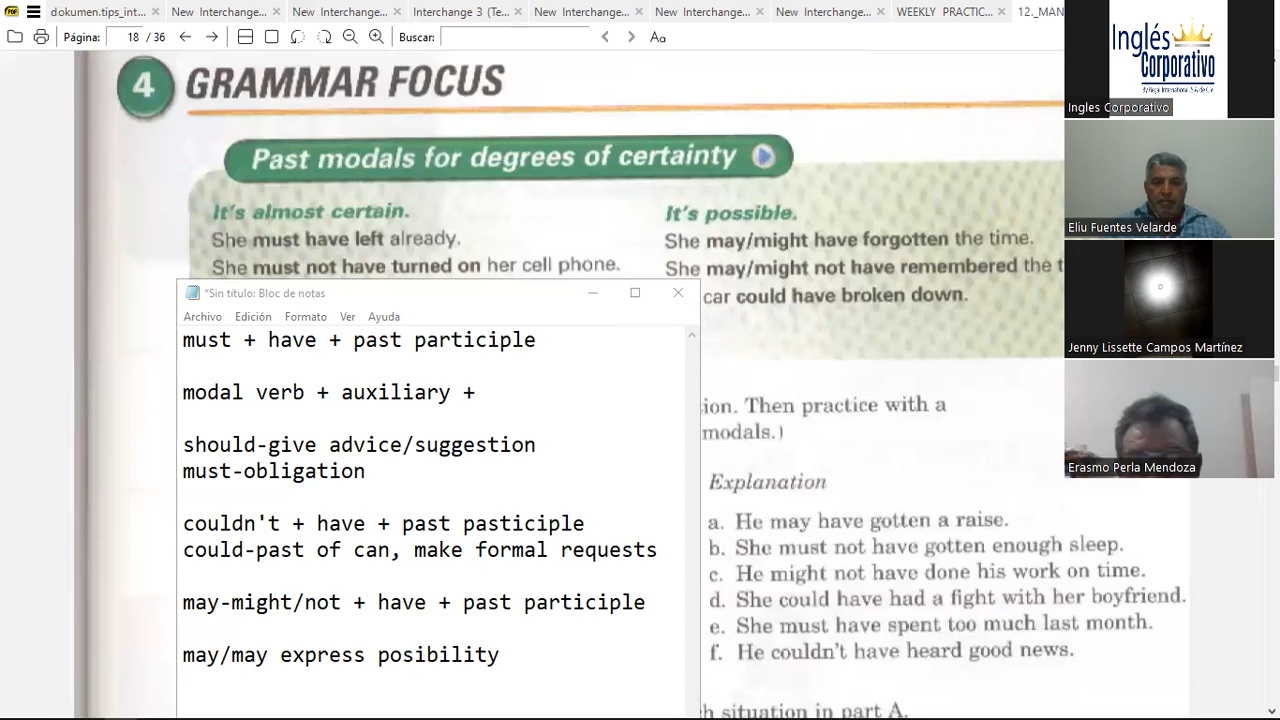 dokumen.tips_int...
New Interchange...
New Interchange...
Interchange 3 (Te...
New Interchange...
New Interchange...
New Interchange...
WEEKLY PRACTIC...
12._MAN
Página:
18 / 36
Buscar:
Aa
4 GRAMMAR FOCUS
Past modals for degrees of certainty
It's almost certain.
She must have left already.
She must not have turned on her cell phone.
It's possible.
She may/might have forgotten the time.
She may/might not have remembered the t
car could have broken down.
*Sin título: Bloc de notas
Archivo Edición Formato Ver Ayuda
must + have + past participle
modal verb + auxiliary +
should-give advice/suggestion
must-obligation
couldn't + have + past pasticiple
could-past of can, make formal requests
may-might/not + have + past participle
may/may express posibility
ion. Then practice with a
modals.)
Explanation
a. He may have gotten a raise.
b. She must not have gotten enough sleep.
c. He might not have done his work on time.
d. She could have had a fight with her boyfriend.
e. She must have spent too much last month.
f. He couldn't have heard good news.
h situation in part A.
Inglés
Corporativo
Ingles Corporativo
Eliu Fuentes Velarde
Jenny Lissette Campos Martínez
Erasmo Perla Mendoza